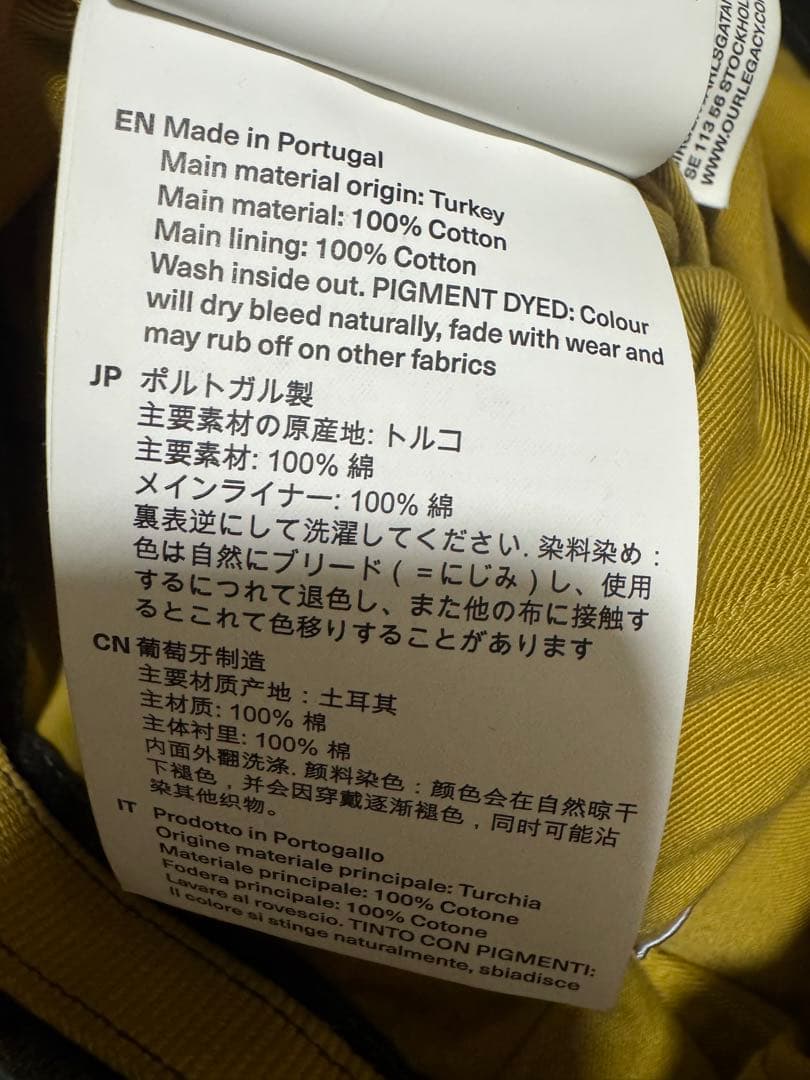 EN Made in Portugal
Main material origin: Turkey
Main material: 100% Cotton
Main lining: 100% Cotton
Wash inside out. PIGMENT DYED: Colour
will dry bleed naturally, fade with wear and
may rub off on other fabrics
JP ポルトガル製
主要素材の原産地: トルコ
主要素材: 100% 綿
メインライナー: 100% 綿
裏表逆にして洗濯してください. 染料染め :
色は自然にブリード ( =にじみ ) し、使用
するにつれて退色し、また他の布に接触す
るとこれて色移りすることがあります
CN 葡萄牙制造
主要材质产地 : 土耳其
主材质: 100% 棉
主体衬里: 100% 棉
内面外翻洗涤. 颜料染色 : 颜色会在自然晾干
下褪色 , 并会因穿戴逐渐褪色 , 同时可能沾
染其他织物。
IT Prodotto in Portogallo
Origine materiale principale: Turchia
Materiale principale: 100% Cotone
Fodera principale: 100% Cotone
Lavare al rovescio. TINTO CON PIGMENTI:
Il colore si stinge naturalmente, sbiadisce
SE 113 56 STOCKHOL
WWW.OURLEGACY.CO